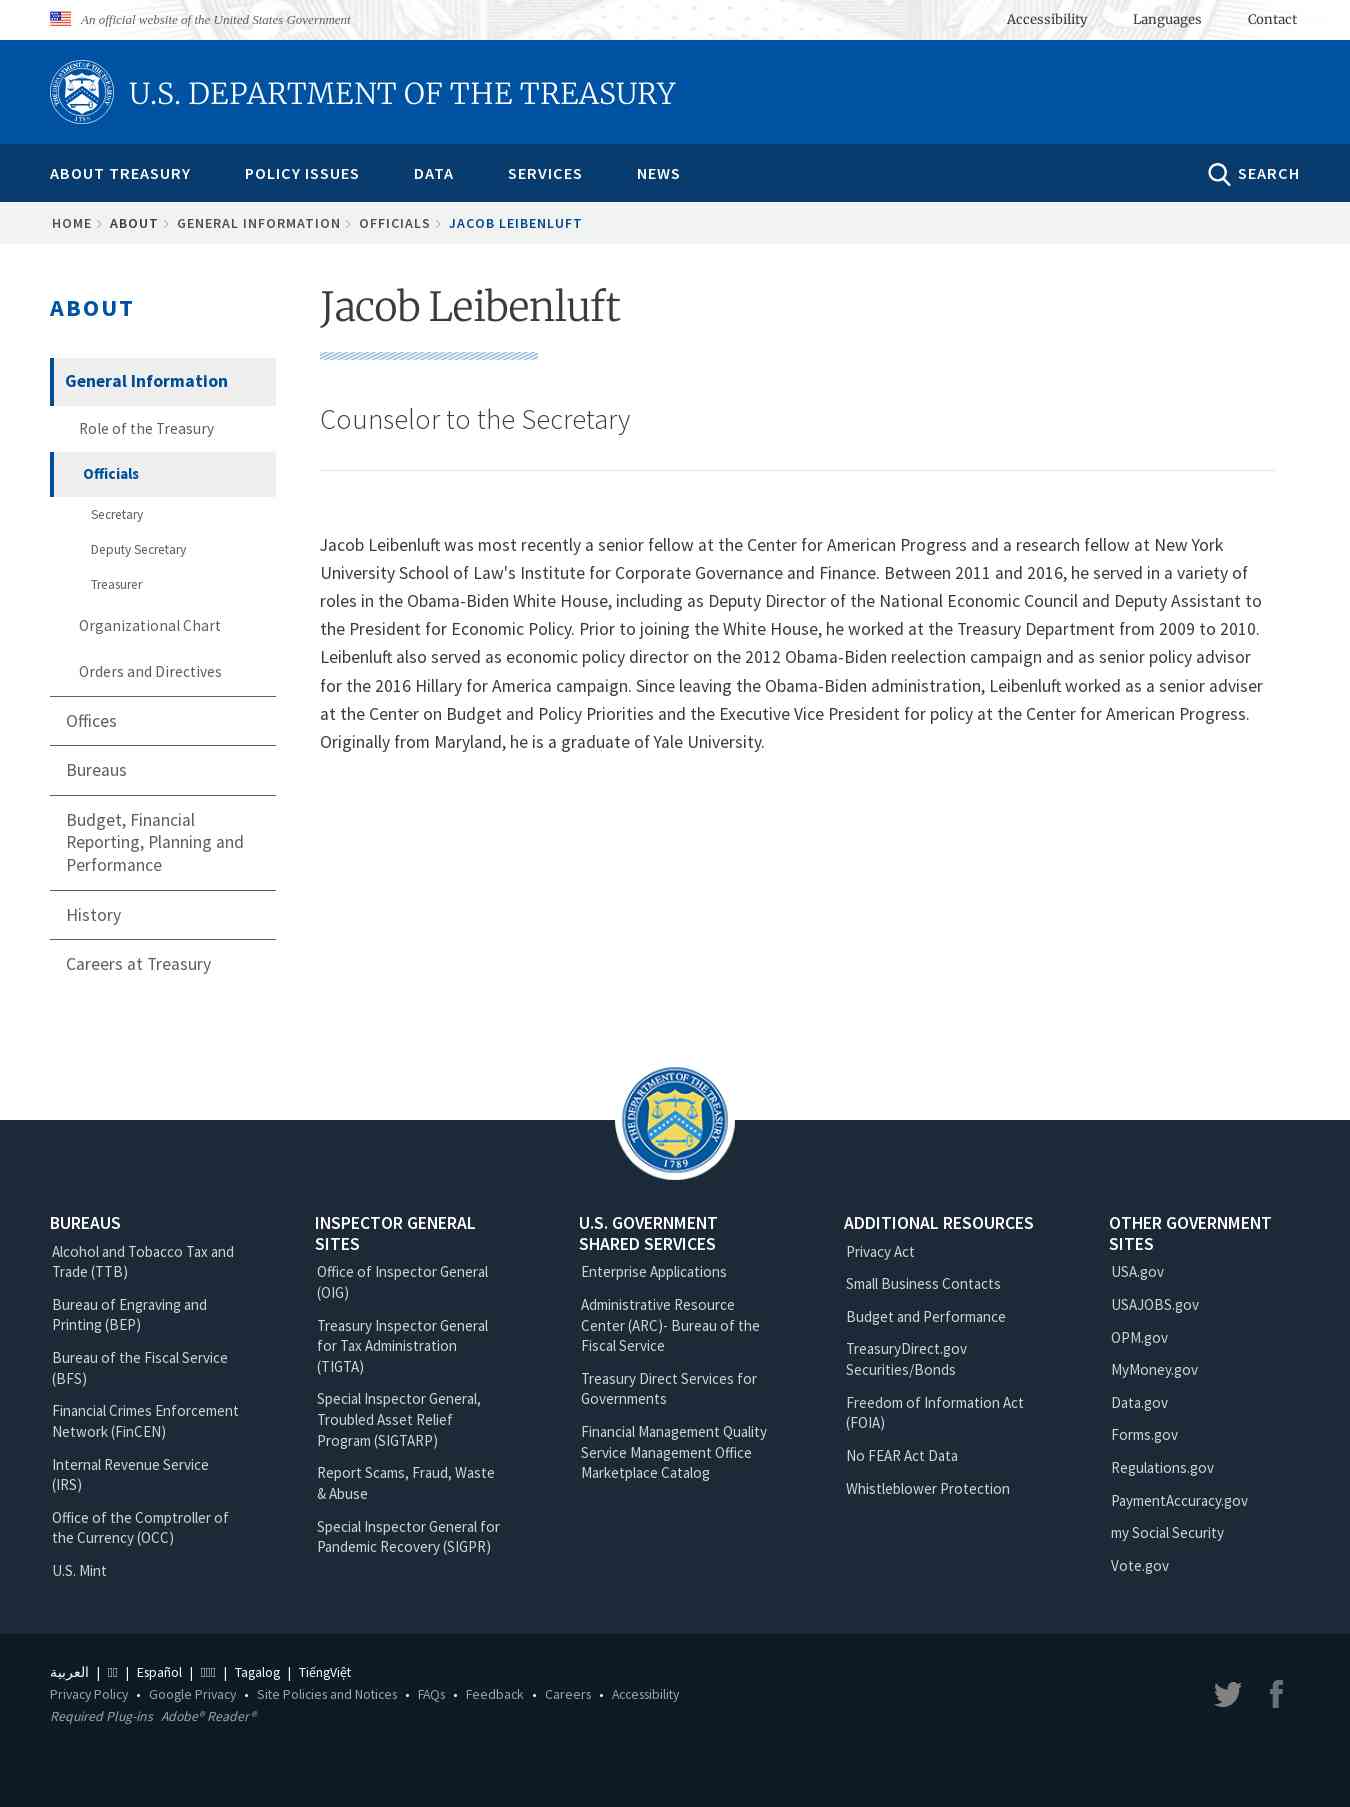 An official website of the United States Government
Accessibility Languages Contact
U.S. DEPARTMENT OF THE TREASURY
ABOUT TREASURY POLICY ISSUES DATA SERVICES NEWS SEARCH
HOME ABOUT GENERAL INFORMATION OFFICIALS JACOB LEIBENLUFT
ABOUT
General Information
Role of the Treasury
Officials
Secretary
Deputy Secretary
Treasurer
Organizational Chart
Orders and Directives
Offices
Bureaus
Budget, Financial
Reporting, Planning and
Performance
History
Careers at Treasury
Jacob Leibenluft
Counselor to the Secretary
Jacob Leibenluft was most recently a senior fellow at the Center for American Progress and a research fellow at New York
University School of Law's Institute for Corporate Governance and Finance. Between 2011 and 2016, he served in a variety of
roles in the Obama-Biden White House, including as Deputy Director of the National Economic Council and Deputy Assistant to
the President for Economic Policy. Prior to joining the White House, he worked at the Treasury Department from 2009 to 2010.
Leibenluft also served as economic policy director on the 2012 Obama-Biden reelection campaign and as senior policy advisor
for the 2016 Hillary for America campaign. Since leaving the Obama-Biden administration, Leibenluft worked as a senior adviser
at the Center on Budget and Policy Priorities and the Executive Vice President for policy at the Center for American Progress.
Originally from Maryland, he is a graduate of Yale University.
THE DEPARTMENT OF THE TREASURY
1789
BUREAUS
Alcohol and Tobacco Tax and
Trade (TTB)
Bureau of Engraving and
Printing (BEP)
Bureau of the Fiscal Service
(BFS)
Financial Crimes Enforcement
Network (FinCEN)
Internal Revenue Service
(IRS)
Office of the Comptroller of
the Currency (OCC)
U.S. Mint
INSPECTOR GENERAL
SITES
Office of Inspector General
(OIG)
Treasury Inspector General
for Tax Administration
(TIGTA)
Special Inspector General,
Troubled Asset Relief
Program (SIGTARP)
Report Scams, Fraud, Waste
& Abuse
Special Inspector General for
Pandemic Recovery (SIGPR)
U.S. GOVERNMENT
SHARED SERVICES
Enterprise Applications
Administrative Resource
Center (ARC)- Bureau of the
Fiscal Service
Treasury Direct Services for
Governments
Financial Management Quality
Service Management Office
Marketplace Catalog
ADDITIONAL RESOURCES
Privacy Act
Small Business Contacts
Budget and Performance
TreasuryDirect.gov
Securities/Bonds
Freedom of Information Act
(FOIA)
No FEAR Act Data
Whistleblower Protection
OTHER GOVERNMENT
SITES
USA.gov
USAJOBS.gov
OPM.gov
MyMoney.gov
Data.gov
Forms.gov
Regulations.gov
PaymentAccuracy.gov
my Social Security
Vote.gov
العربية | | Español | | Tagalog | TiếngViệt
Privacy Policy • Google Privacy • Site Policies and Notices • FAQs • Feedback • Careers • Accessibility
Required Plug-ins Adobe® Reader®